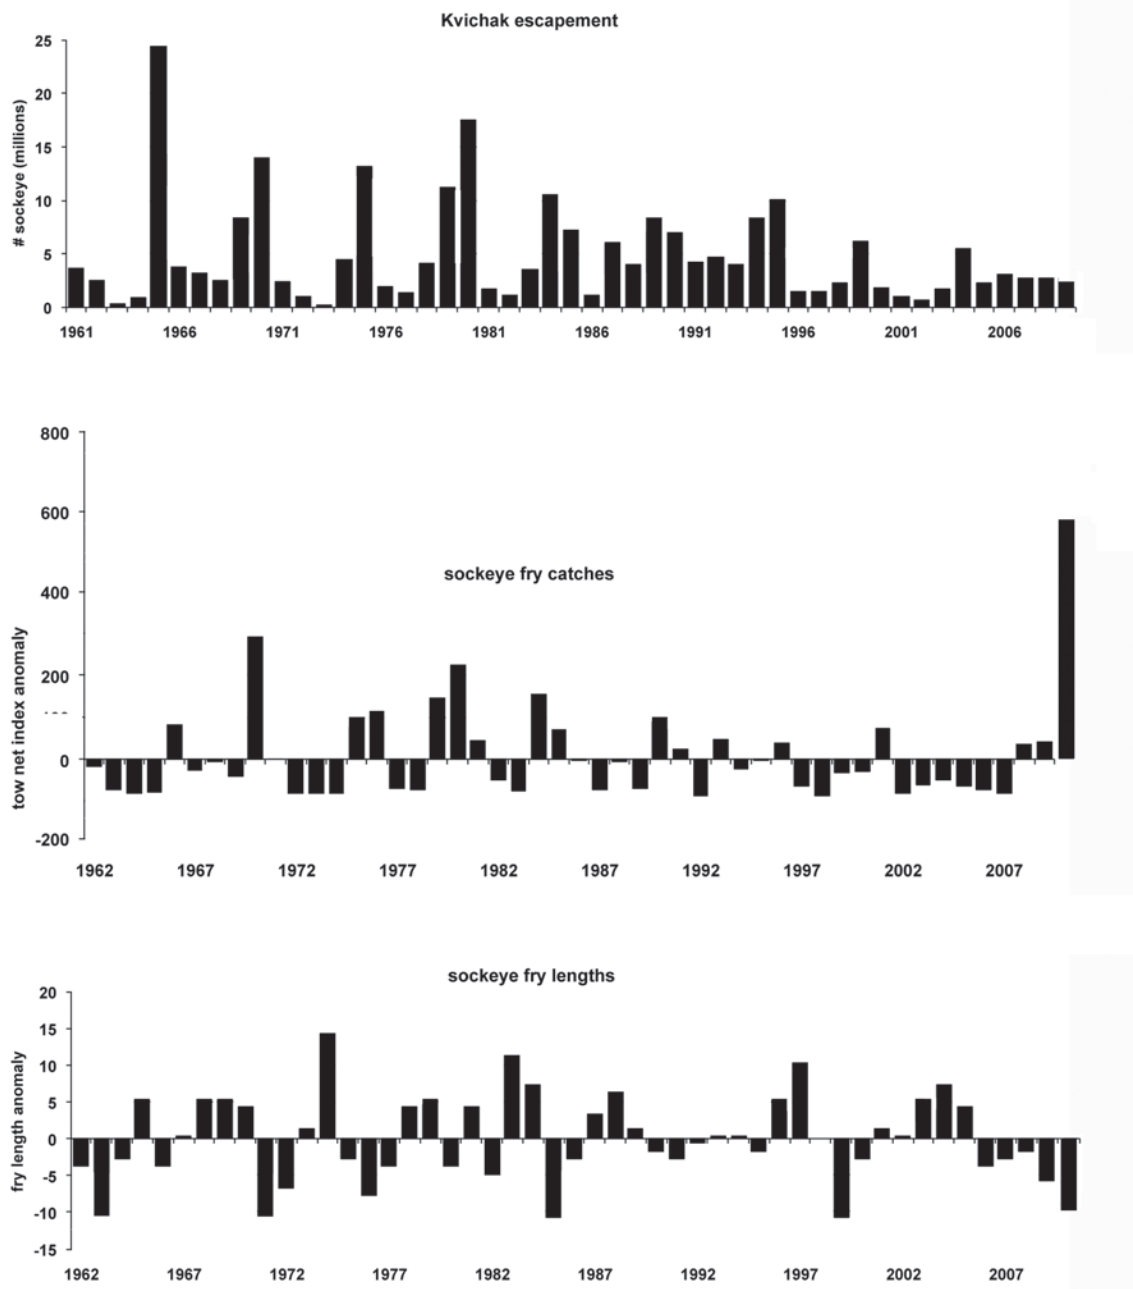 Kvichak escapement
# sockeye (millions)
25
20
15
10
5
0
1961 1966 1971 1976 1981 1986 1991 1996 2001 2006
sockeye fry catches
tow net index anomaly
800
600
400
200
0
-200
1962 1967 1972 1977 1982 1987 1992 1997 2002 2007
sockeye fry lengths
fry length anomaly
20
15
10
5
0
-5
-10
-15
1962 1967 1972 1977 1982 1987 1992 1997 2002 2007